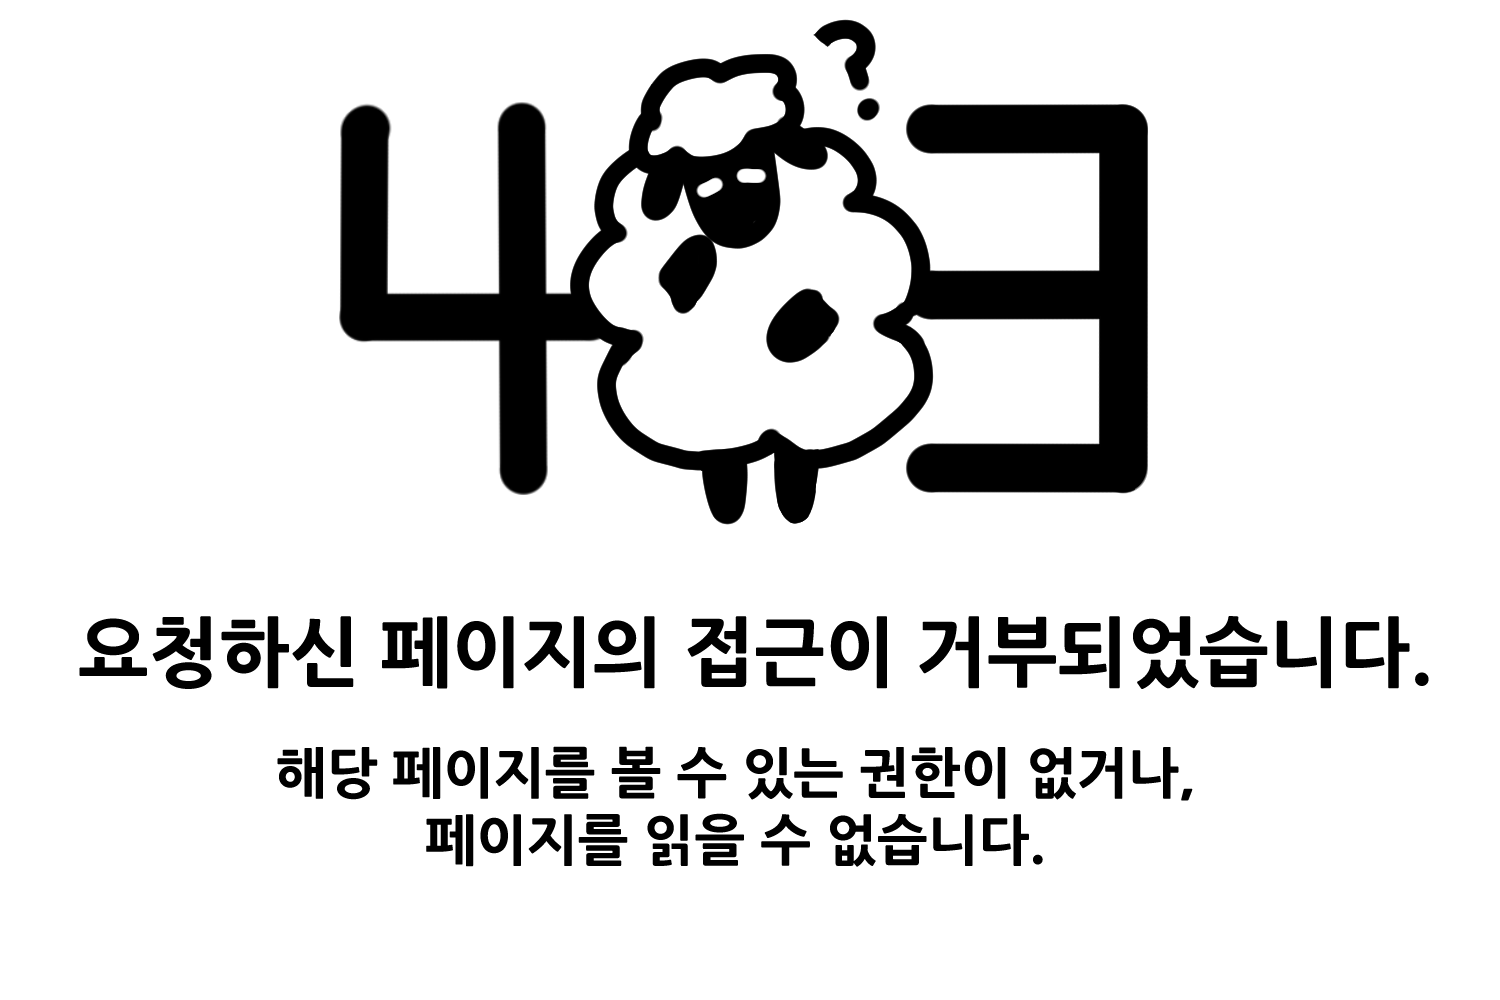 4 3
?
요청하신 페이지의 접근이 거부되었습니다.
해당 페이지를 볼 수 있는 권한이 없거나,
페이지를 읽을 수 없습니다.